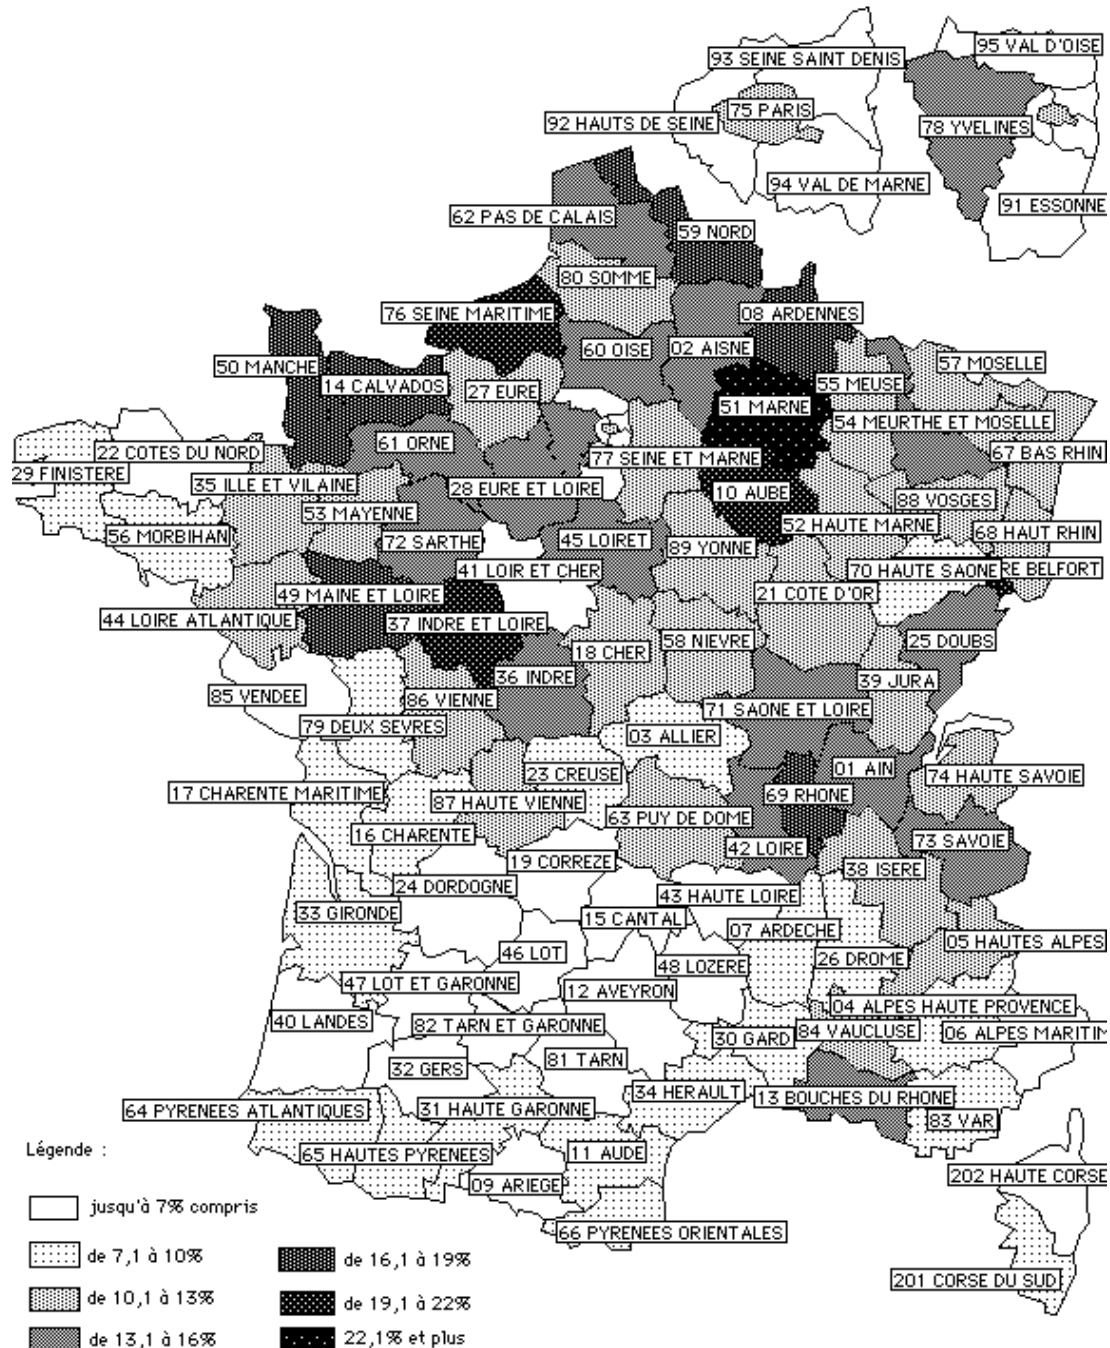 95 VAL D'OISE
93 SEINE SAINT DENIS
75 PARIS
92 HAUTS DE SEINE
78 YVELINES
94 VAL DE MARNE
91 ESSONNE
62 PAS DE CALAIS
59 NORD
80 SOMME
76 SEINE MARITIME
08 ARDENNES
60 OISE
02 AISNE
50 MANCHE
57 MOSELLE
14 CALVADOS
27 EURE
55 MEUSE
51 MARNE
54 MEURTHE ET MOSELLE
61 ORNE
22 COTES DU NORD
67 BAS RHIN
77 SEINE ET MARNE
29 FINISTERE
35 ILLE ET VILAINE
28 EURE ET LOIRE
10 AUBE
88 VOSGES
53 MAYENNE
52 HAUTE MARNE
56 MORBIHAN
72 SARTHE
45 LOIRET
68 HAUT RHIN
89 YONNE
41 LOIR ET CHER
70 HAUTE SAONE
RE BELFORT
49 MAINE ET LOIRE
21 COTE D'OR
44 LOIRE ATLANTIQUE
37 INDRE ET LOIRE
58 NIEVRE
25 DOUBS
18 CHER
36 INDRE
39 JURA
85 VENDEE
86 VIENNE
71 SAONE ET LOIRE
79 DEUX SEVRES
03 ALLIER
01 AIN
23 CREUSE
74 HAUTE SAVOIE
17 CHARENTE MARITIME
69 RHONE
87 HAUTE VIENNE
63 PUY DE DOME
16 CHARENTE
73 SAVOIE
42 LOIRE
19 CORREZE
38 ISERE
24 DORDOGNE
43 HAUTE LOIRE
33 GIRONDE
15 CANTAL
07 ARDECHE
05 HAUTES ALPES
46 LOT
26 DROME
48 LOZERE
47 LOT ET GARONNE
12 AVEYRON
04 ALPES HAUTE PROVENCE
40 LANDES
82 TARN ET GARONNE
84 VAUCLUSE
06 ALPES MARITIM
30 GARD
81 TARN
32 GERS
34 HERAULT
13 BOUCHES DU RHONE
64 PYRENEES ATLANTIQUES
31 HAUTE GARONNE
83 VAR
65 HAUTES PYRENEES
11 AUDE
09 ARIEGE
202 HAUTE CORSE
66 PYRENEES ORIENTALES
201 CORSE DU SUD
Légende :
jusqu'à 7% compris
de 7,1 à 10%
de 10,1 à 13%
de 13,1 à 16%
de 16,1 à 19%
de 19,1 à 22%
22,1% et plus